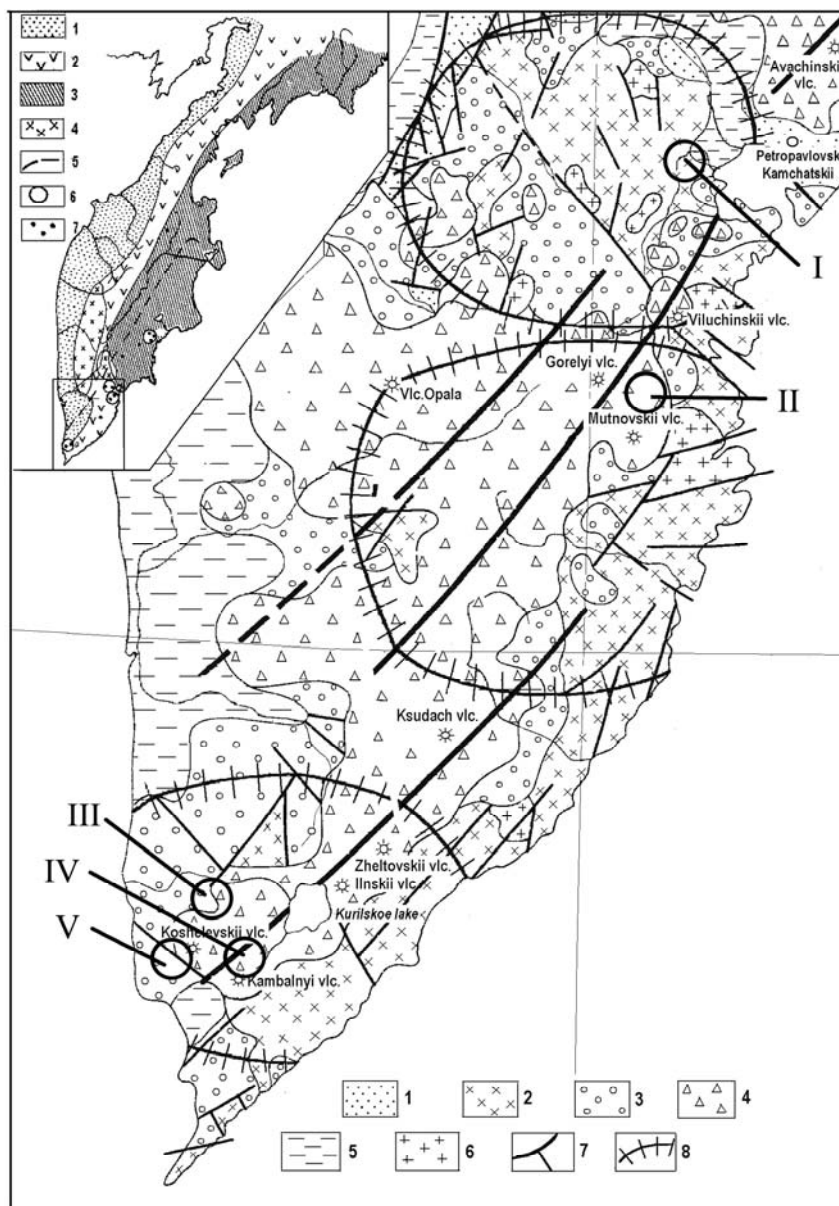 1
2
3
4
5
6
7
Avachinskii
vlc.
Petropavlovsk
Kamchatskii
I
Viluchinskii vlc.
Gorelyi vlc.
Vlc.Opala
II
Mutnovskii vlc.
Ksudach vlc.
III
Zheltovskii vlc.
IV
Ilnskii vlc.
Kurilskoe lake
V
Koshelevskii vlc.
Kambalnyi vlc.
1
2
3
4
5
6
7
8